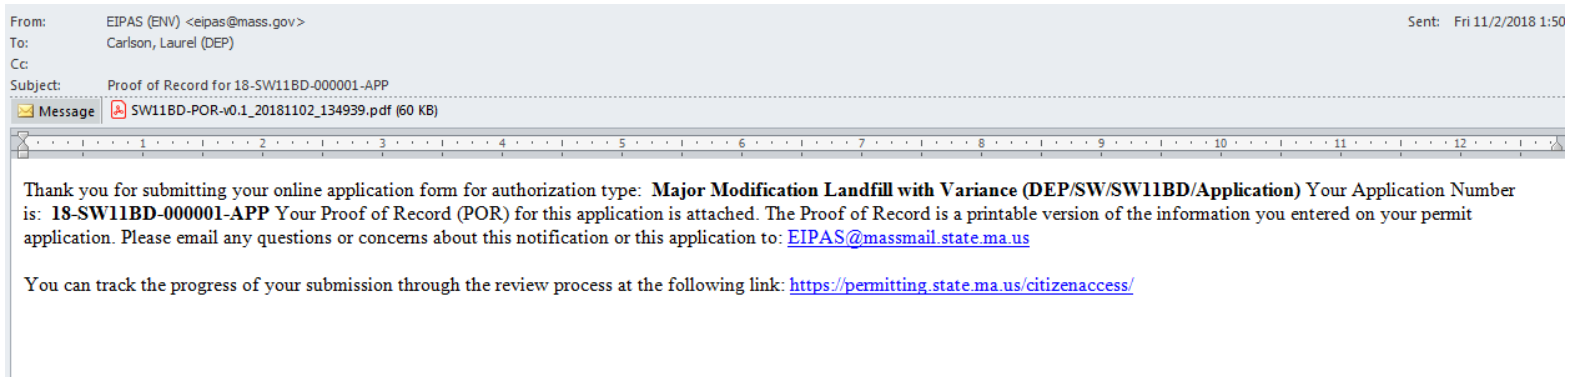 From: EIPAS (ENV) <eipas@mass.gov> Sent: Fri 11/2/2018 1:50
To: Carlson, Laurel (DEP)
Cc:
Subject: Proof of Record for 18-SW11BD-000001-APP
Message SW11BD-POR-v0.1_20181102_134939.pdf (60 KB)
1 2 3 4 5 6 7 8 9 10 11 12
Thank you for submitting your online application form for authorization type: Major Modification Landfill with Variance (DEP/SW/SW11BD/Application) Your Application Number
is: 18-SW11BD-000001-APP Your Proof of Record (POR) for this application is attached. The Proof of Record is a printable version of the information you entered on your permit
application. Please email any questions or concerns about this notification or this application to: EIPAS@massmail.state.ma.us
You can track the progress of your submission through the review process at the following link: https://permitting.state.ma.us/citizenaccess/